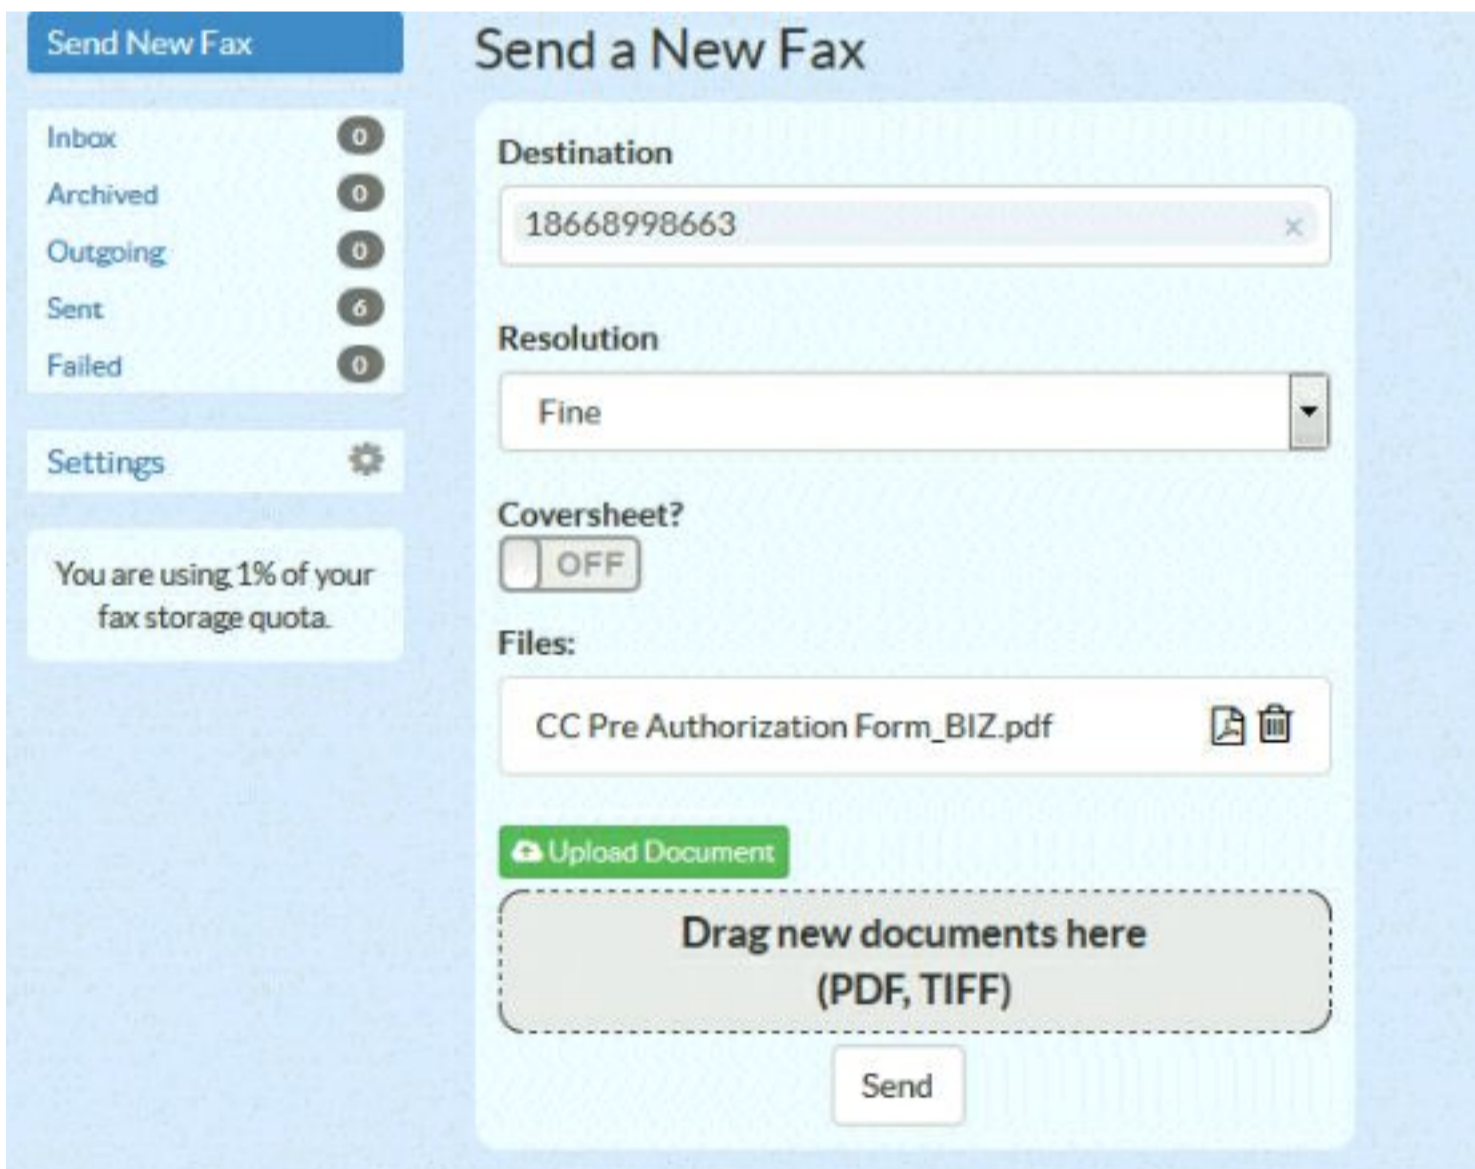 Send New Fax
Inbox 0
Archived 0
Outgoing 0
Sent 6
Failed 0
Settings
You are using 1% of your
fax storage quota.
Send a New Fax
Destination
18668998663 ×
Resolution
Fine
Coversheet?
OFF
Files:
CC Pre Authorization Form_BIZ.pdf
Upload Document
Drag new documents here
(PDF, TIFF)
Send